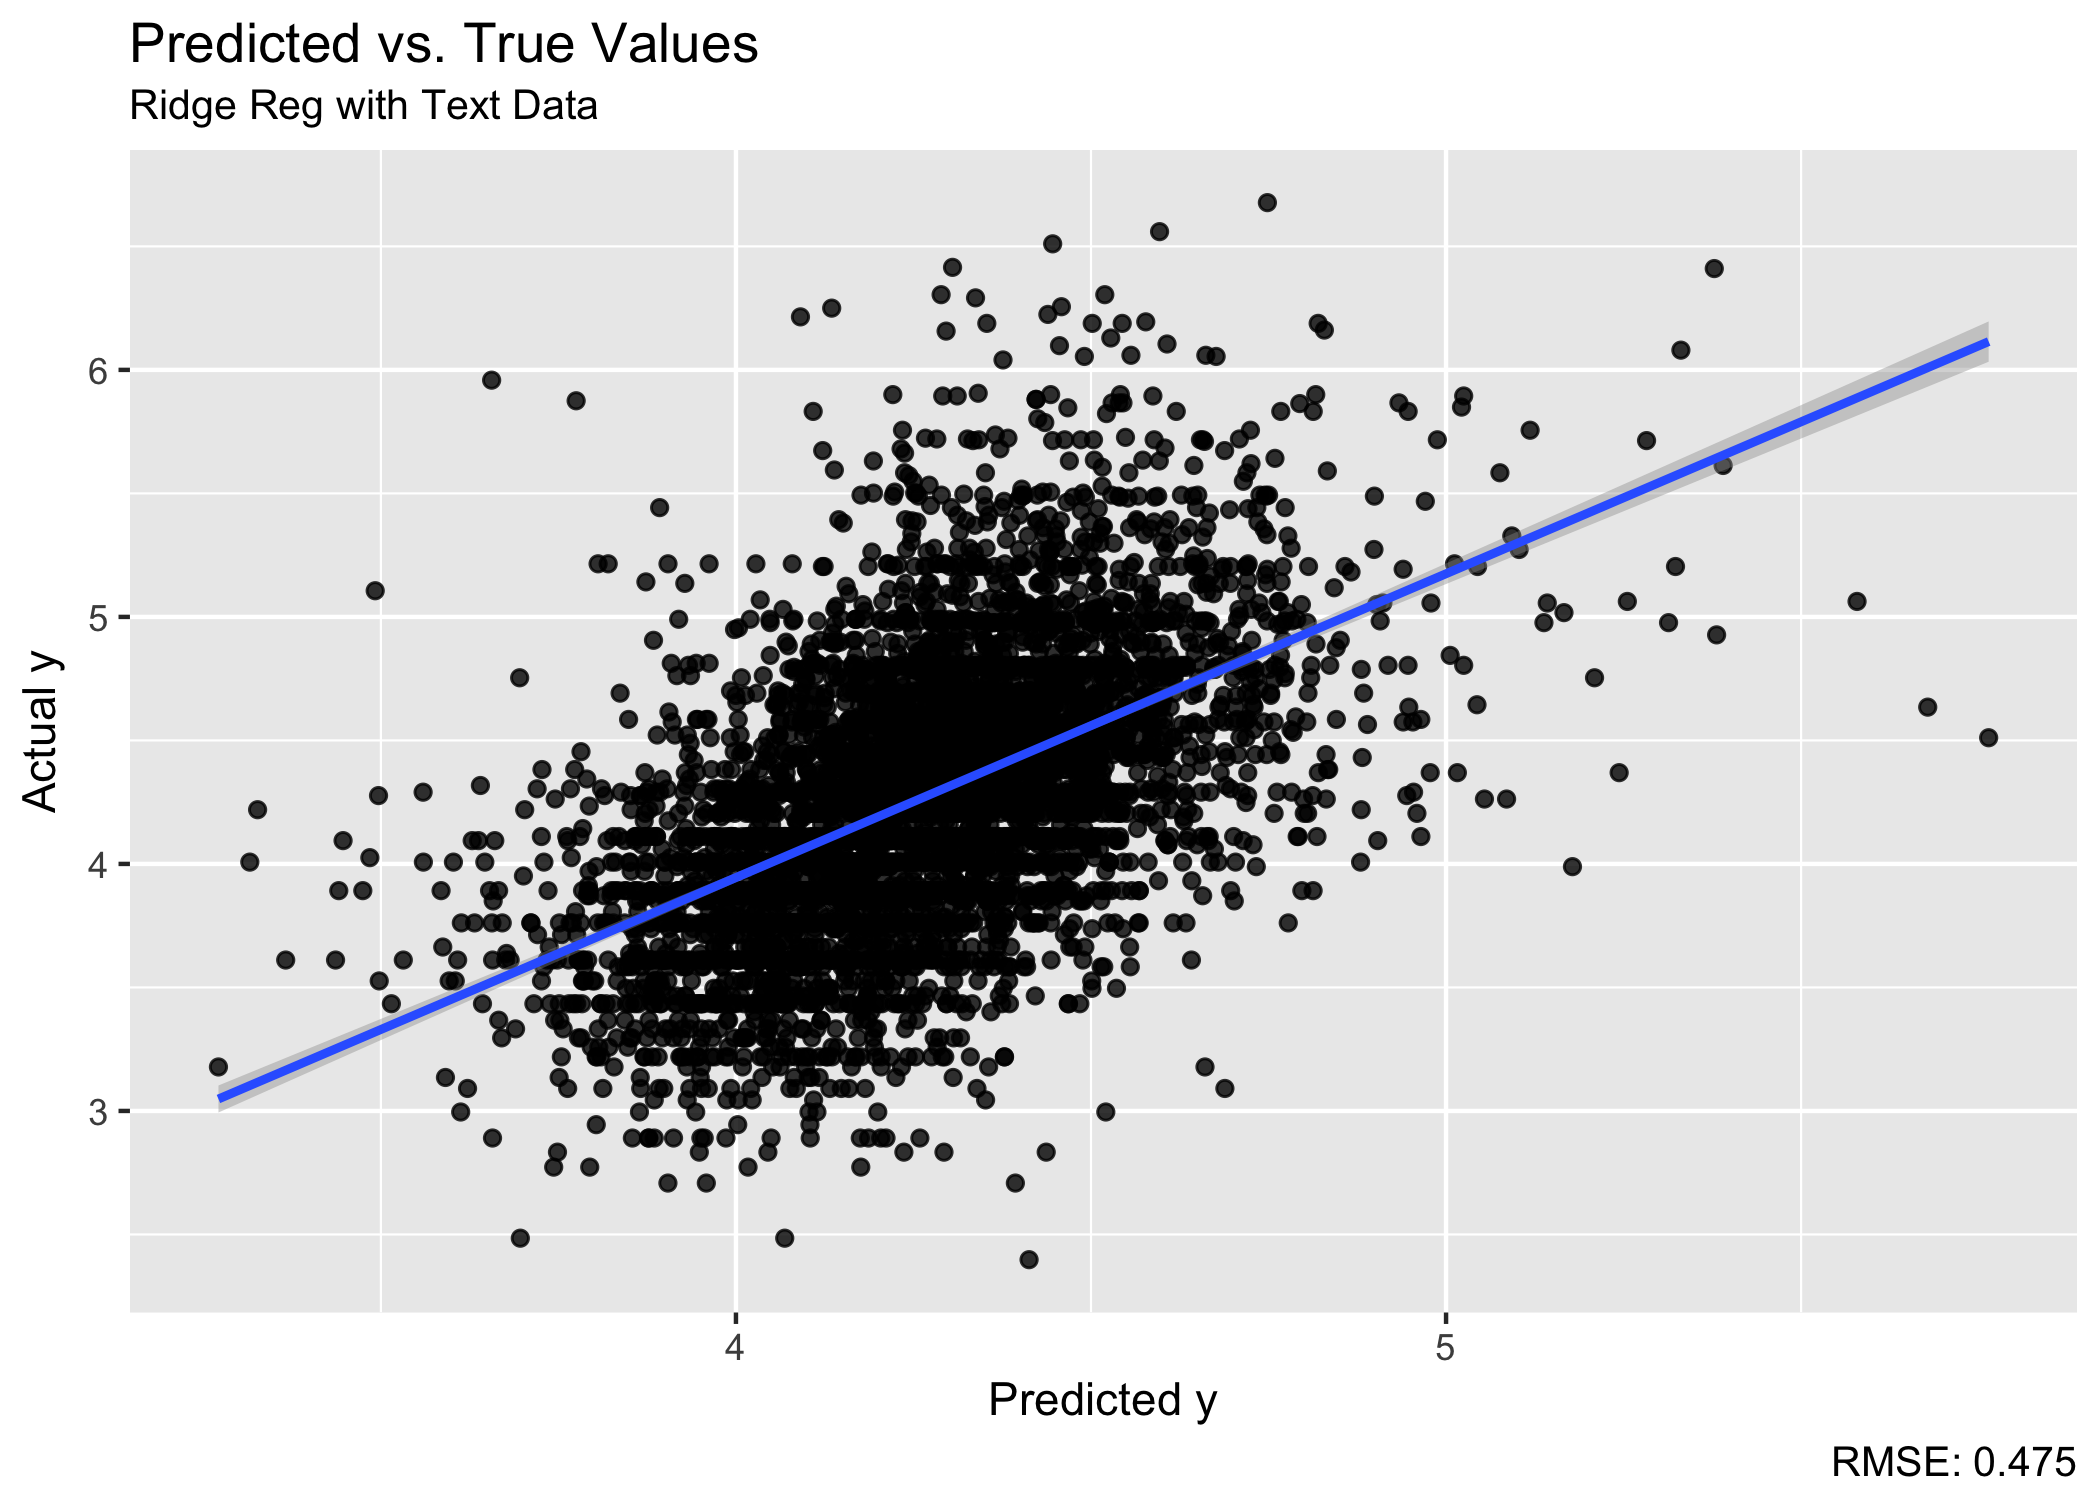 Predicted vs. True Values
Ridge Reg with Text Data
6
5
4
3
Actual y
4
5
Predicted y
RMSE: 0.475